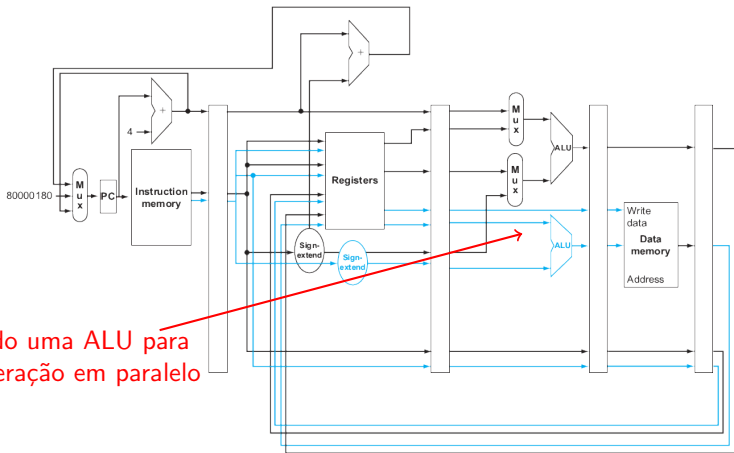 +
+
4
80000180
M
u
x
PC
Instruction
memory
Registers
Sign-
extend
Sign-
extend
M
u
x
M
u
x
ALU
ALU
Write
data
Data
memory
Address
uma ALU para
eração em paralelo